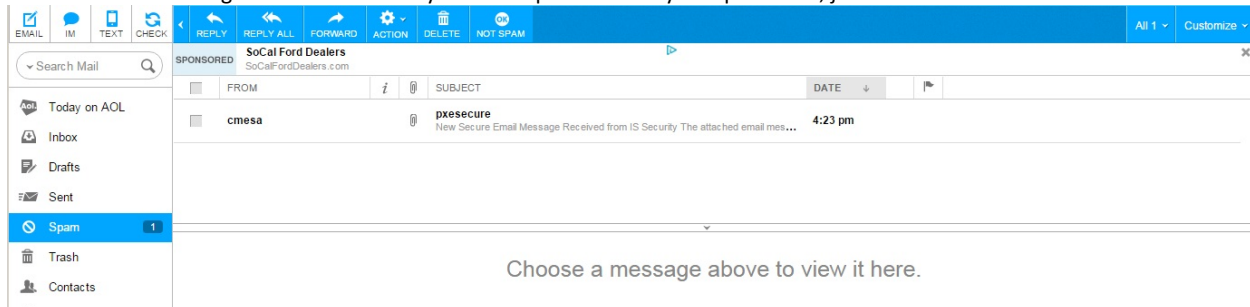 EMAIL IM TEXT CHECK REPLY REPLY ALL FORWARD ACTION DELETE OK NOT SPAM All 1 Customize
Search Mail
SPONSORED SoCal Ford Dealers
SoCalFordDealers.com
FROM i SUBJECT DATE
Aol. Today on AOL
cmesa pxesecure 4:23 pm
New Secure Email Message Received from IS Security The attached email mes...
Inbox
Drafts
Sent
Spam 1
Trash
Choose a message above to view it here.
Contacts